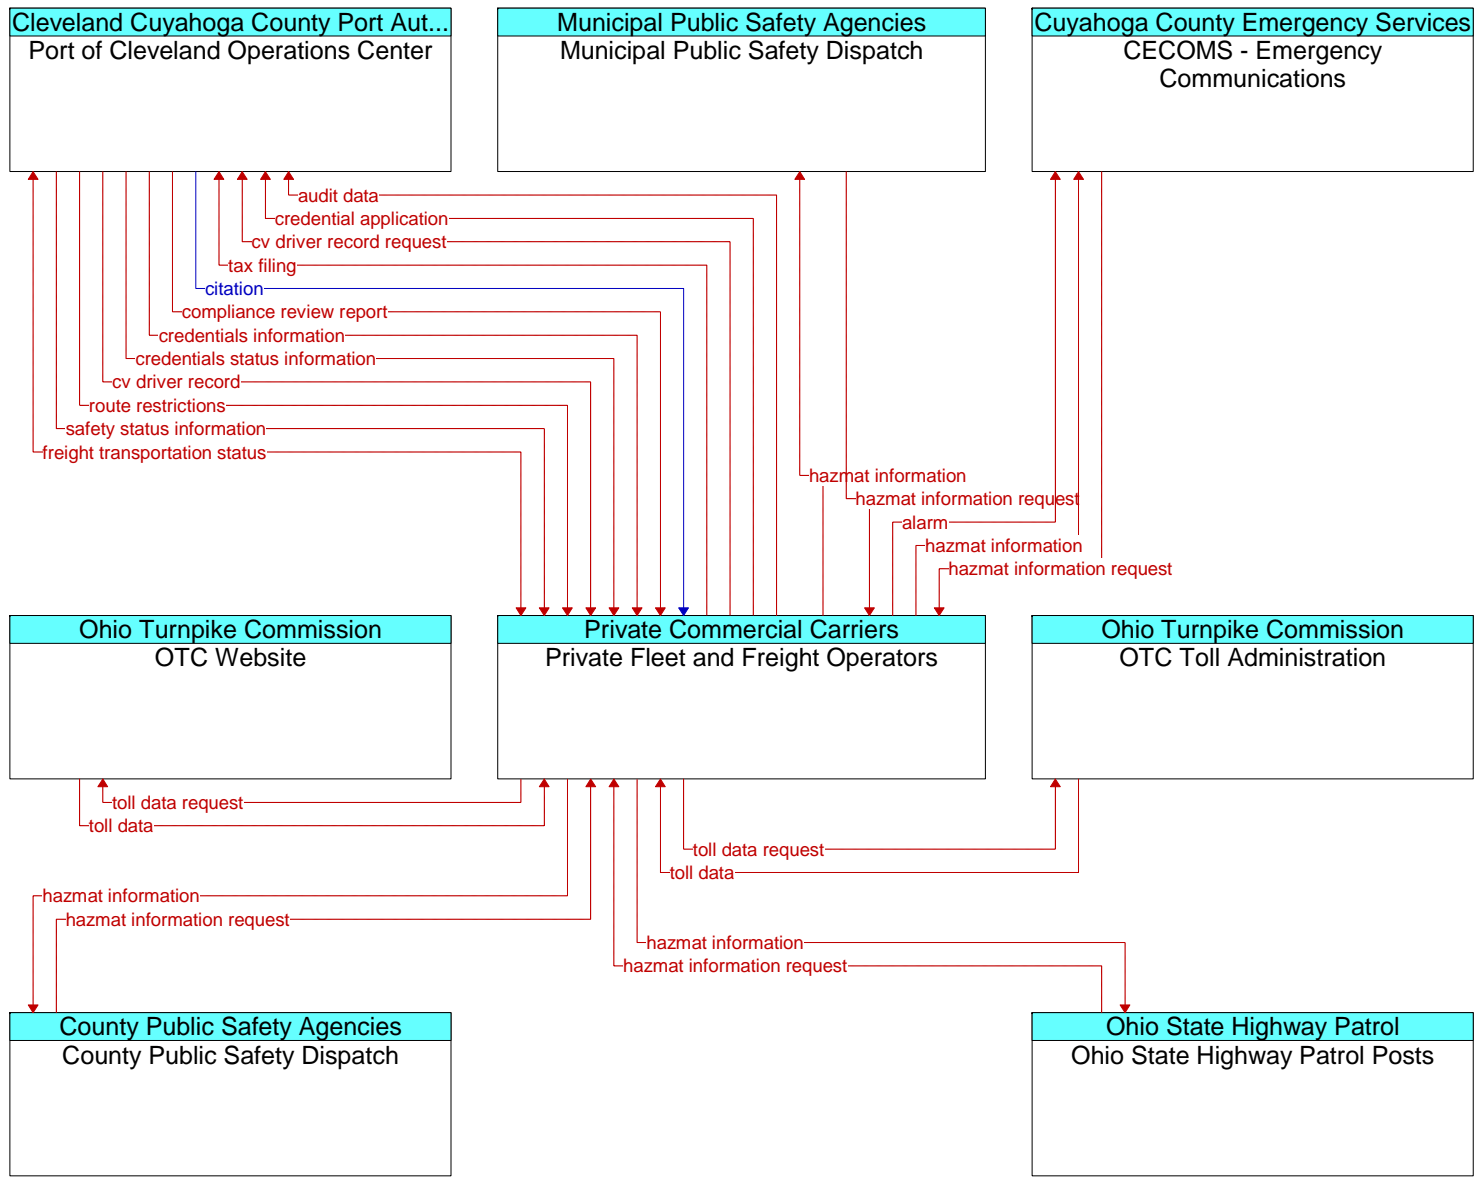 Cleveland Cuyahoga County Port Aut...
Port of Cleveland Operations Center
Municipal Public Safety Agencies
Municipal Public Safety Dispatch
Cuyahoga County Emergency Services
CECOMS - Emergency
Communications
audit data
credential application
cv driver record request
tax filing
citation
compliance review report
credentials information
credentials status information
cv driver record
route restrictions
safety status information
freight transportation status
hazmat information
hazmat information request
alarm
hazmat information
hazmat information request
Ohio Turnpike Commission
OTC Website
Private Commercial Carriers
Private Fleet and Freight Operators
Ohio Turnpike Commission
OTC Toll Administration
toll data request
toll data
toll data request
toll data
hazmat information
hazmat information request
hazmat information
hazmat information request
County Public Safety Agencies
County Public Safety Dispatch
Ohio State Highway Patrol
Ohio State Highway Patrol Posts